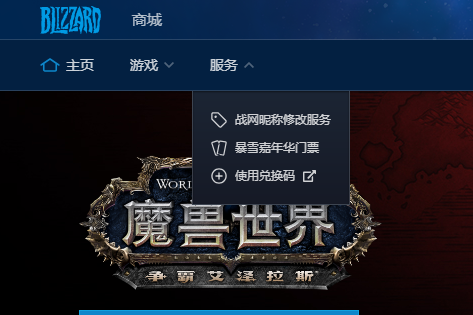 BLIZZARD 商城
主页 游戏 服务
战网昵称修改服务
暴雪嘉年华门票
使用兑换码
WORL
魔兽世界
争霸艾泽拉斯